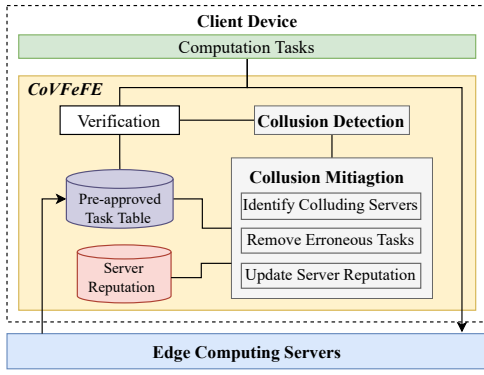 Client Device
Computation Tasks
CoVFeFE
Verification
Collusion Detection
Collusion Mitiagtion
Pre-approved
Task Table
Identify Colluding Servers
Remove Erroneous Tasks
Server
Reputation
Update Server Reputation
Edge Computing Servers